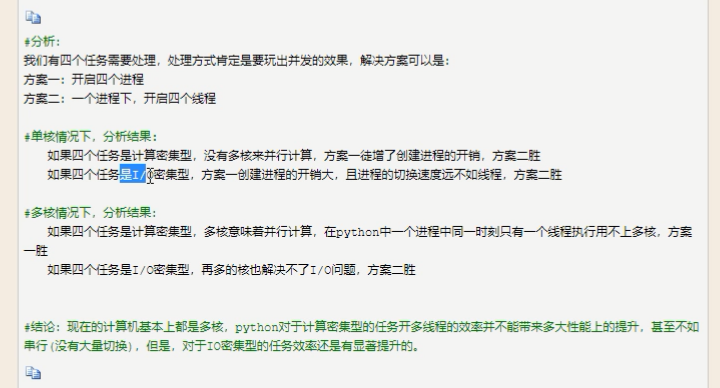 #分析:
我们有四个任务需要处理，处理方式肯定是要玩出并发的效果，解决方案可以是:
方案一: 开启四个进程
方案二: 一个进程下，开启四个线程
#单核情况下，分析结果:
如果四个任务是计算密集型，没有多核来并行计算，方案一徒增了创建进程的开销，方案二胜
如果四个任务是I/O密集型，方案一创建进程的开销大，且进程的切换速度远不如线程，方案二胜
#多核情况下，分析结果:
如果四个任务是计算密集型，多核意味着并行计算，在python中一个进程中同一时刻只有一个线程执行用不上多核，方案
一胜
如果四个任务是I/O密集型，再多的核也解决不了I/O问题，方案二胜
#结论: 现在的计算机基本上都是多核，python对于计算密集型的任务开多线程的效率并不能带来多大性能上的提升，甚至不如
串行(没有大量切换)，但是，对于IO密集型的任务效率还是有显著提升的。